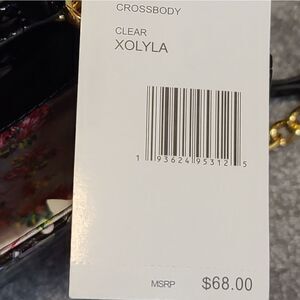 CROSSBODY
CLEAR
XOLYLA
1 93624 95312 5
MSRP $68.00